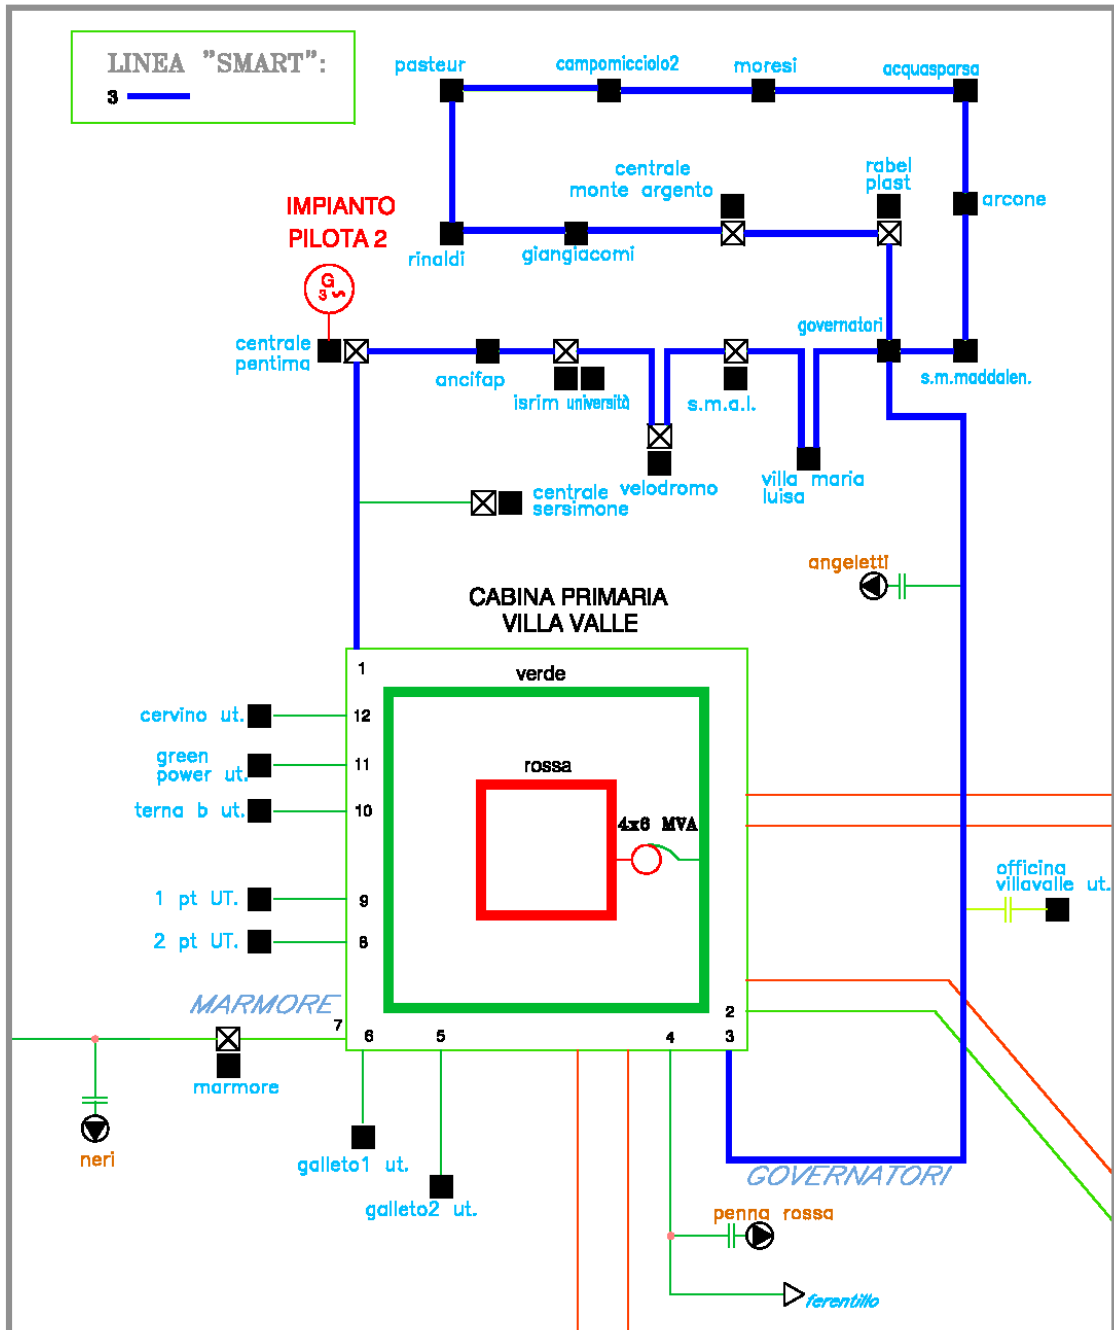 LINEA "SMART":
3
pasteur
campomicciolo2
moresi
acquasparsa
centrale
monte argento
rabel
plast
arcone
IMPIANTO
PILOTA 2
rinaldi
giangiacomi
G
3 ~
centrale
pentima
governatori
ancifap
isrim università
s.m.a.l.
s.m.maddalen.
velodromo
villa maria
luisa
centrale
sersimone
angeletti
CABINA PRIMARIA
VILLA VALLE
1
verde
cervino ut.
12
green
power ut.
11
rossa
terna b ut.
10
4x6 MVA
officina
villavalle ut.
1 pt UT.
9
2 pt UT.
8
MARMORE
7
6
5
4
2
3
marmore
neri
galleto1 ut.
galleto2 ut.
GOVERNATORI
penna rossa
ferentillo